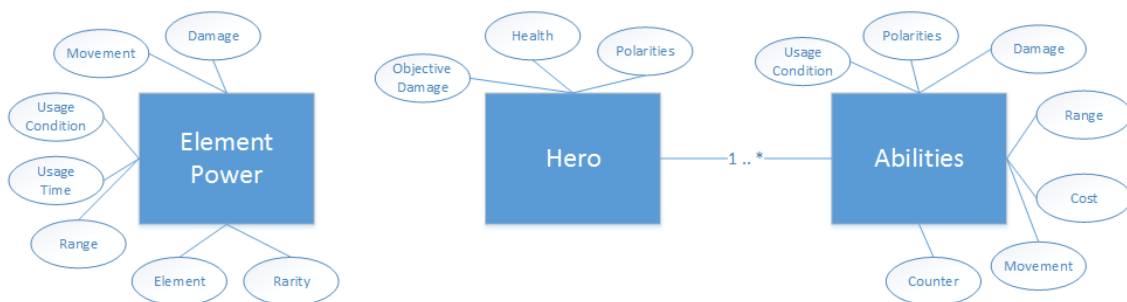 Movement
Damage
Usage
Condition
Usage
Time
Range
Element
Power
Element
Rarity
Objective
Damage
Health
Polarities
Hero
1 .. *
Usage
Condition
Polarities
Damage
Abilities
Range
Cost
Movement
Counter